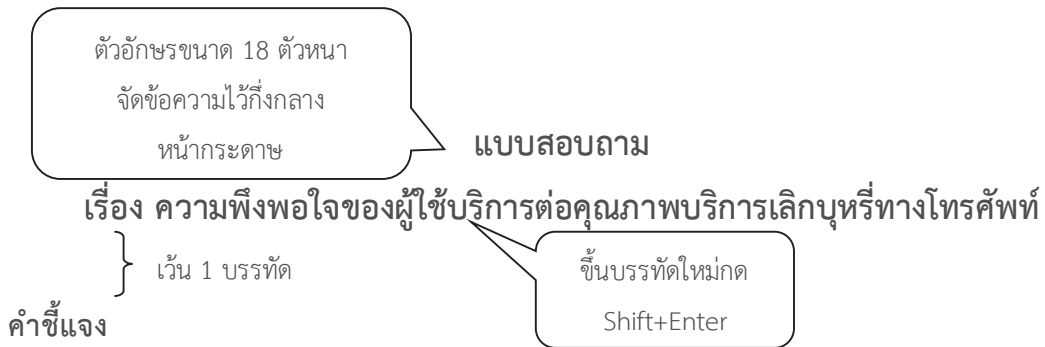 ตัวอักษรขนาด 18 ตัวหนา
จัดข้อความไว้กึ่งกลาง
หน้ากระดาษ
แบบสอบถาม
เรื่อง ความพึงพอใจของผู้ใช้บริการต่อคุณภาพบริการเลิกบุหรี่ทางโทรศัพท์
เว้น 1 บรรทัด
ขึ้นบรรทัดใหม่กด
Shift+Enter
คำชี้แจง